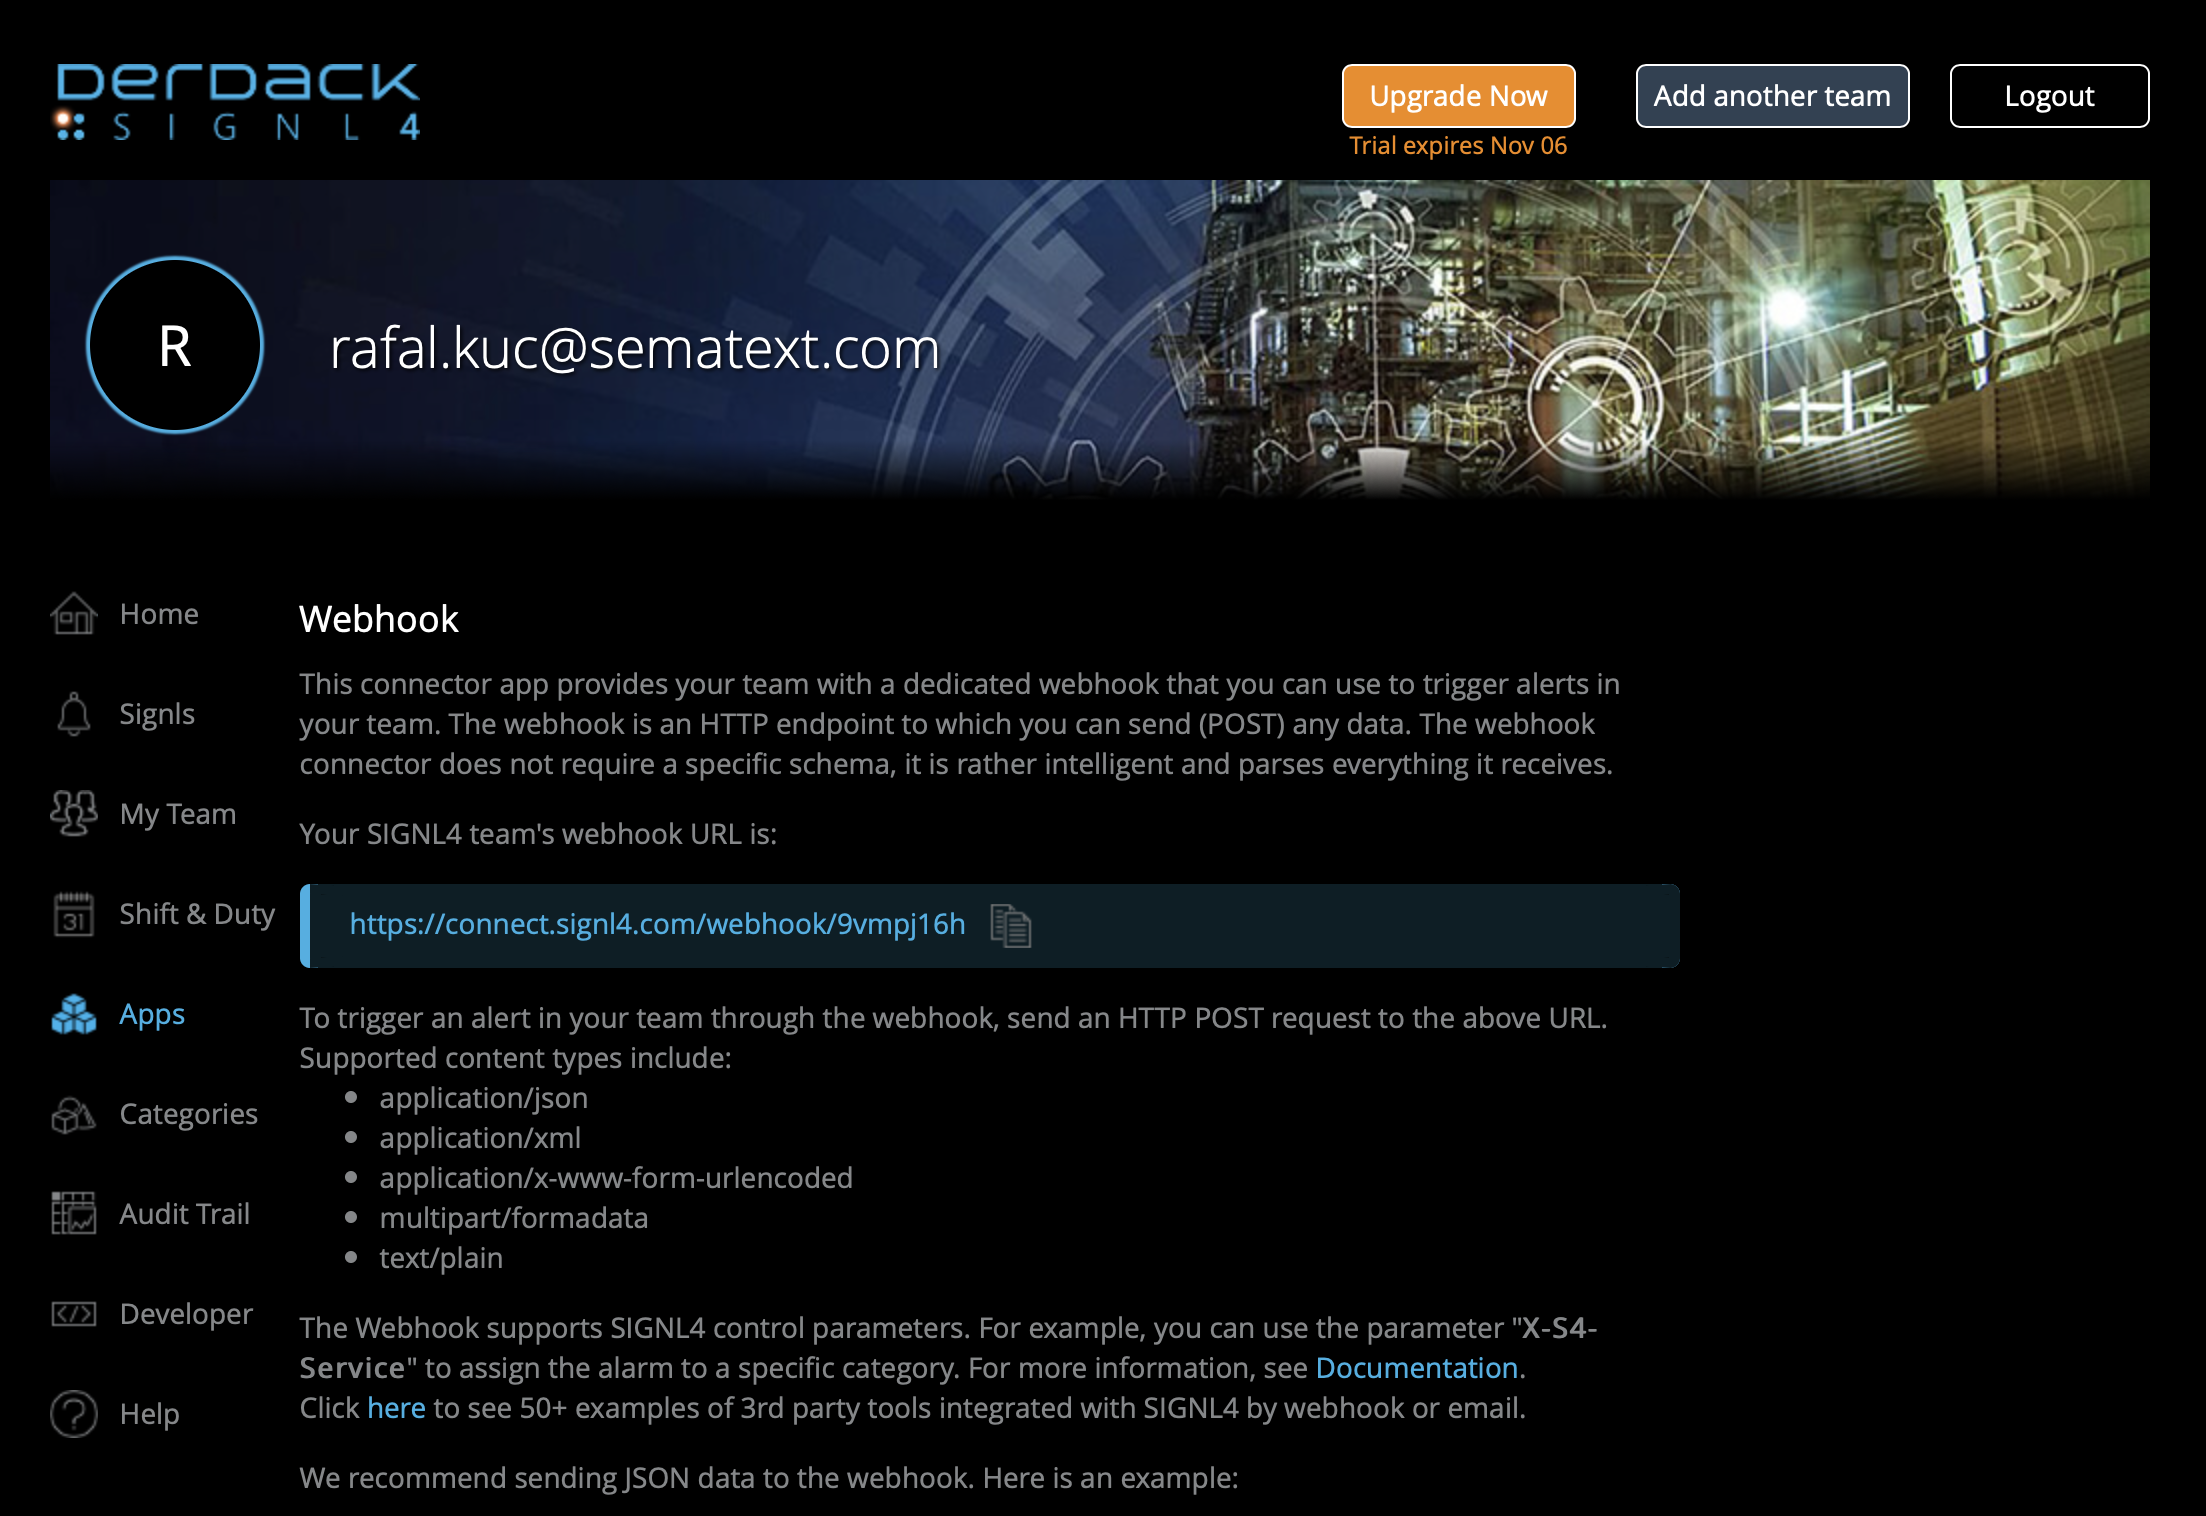 DERDACK
SIGNL4
Upgrade Now
Add another team
Logout
Trial expires Nov 06
R
rafal.kuc@sematext.com
Home
Signls
My Team
31
Shift & Duty
Apps
Categories
Audit Trail
</>
Developer
?
Help
Webhook
This connector app provides your team with a dedicated webhook that you can use to trigger alerts in
your team. The webhook is an HTTP endpoint to which you can send (POST) any data. The webhook
connector does not require a specific schema, it is rather intelligent and parses everything it receives.
Your SIGNL4 team's webhook URL is:
https://connect.signl4.com/webhook/9vmpj16h
To trigger an alert in your team through the webhook, send an HTTP POST request to the above URL.
Supported content types include:
application/json
application/xml
application/x-www-form-urlencoded
multipart/formadata
text/plain
The Webhook supports SIGNL4 control parameters. For example, you can use the parameter "X-S4-
Service" to assign the alarm to a specific category. For more information, see Documentation.
Click here to see 50+ examples of 3rd party tools integrated with SIGNL4 by webhook or email.
We recommend sending JSON data to the webhook. Here is an example: